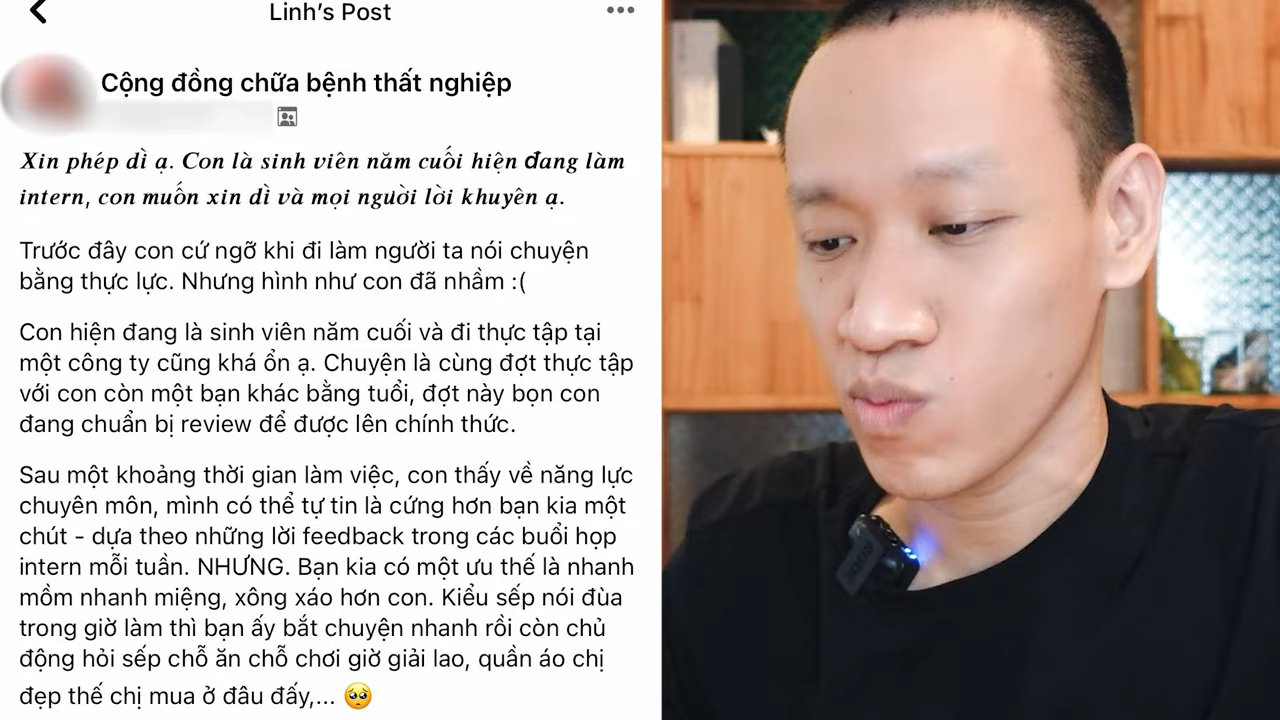 Linh’s Post
Cộng đồng chữa bệnh thất nghiệp
Xin phép dì ạ. Con là sinh viên năm cuối hiện đang làm
intern, con muốn xin dì và mọi người lời khuyên ạ.
Trước đây con cứ ngỡ khi đi làm người ta nói chuyện
bằng thực lực. Nhưng hình như con đã nhầm :(
Con hiện đang là sinh viên năm cuối và đi thực tập tại
một công ty cũng khá ổn ạ. Chuyện là cùng đợt thực tập
với con còn một bạn khác bằng tuổi, đợt này bọn con
đang chuẩn bị review để được lên chính thức.
Sau một khoảng thời gian làm việc, con thấy về năng lực
chuyên môn, mình có thể tự tin là cứng hơn bạn kia một
chút - dựa theo những lời feedback trong các buổi họp
intern mỗi tuần. NHƯNG. Bạn kia có một ưu thế là nhanh
mồm nhanh miệng, xông xáo hơn con. Kiểu sếp nói đùa
trong giờ làm thì bạn ấy bắt chuyện nhanh rồi còn chủ
động hỏi sếp chỗ ăn chỗ chơi giờ giải lao, quần áo chị
đẹp thế chị mua ở đâu đấy,... 🥺